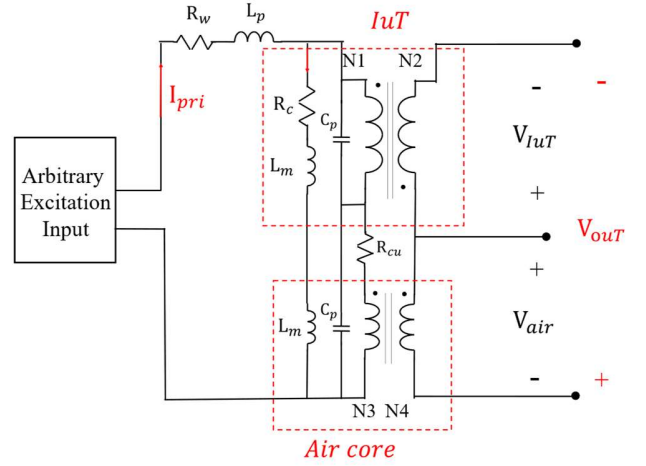 R_w L_p
IuT
N1 N2
I_pri
R_c
C_p
- -
V_IuT
L_m
+
Arbitrary
Excitation
Input
V_ouT
R_cu
+
C_p
L_m
V_air
- +
N3 N4
Air core